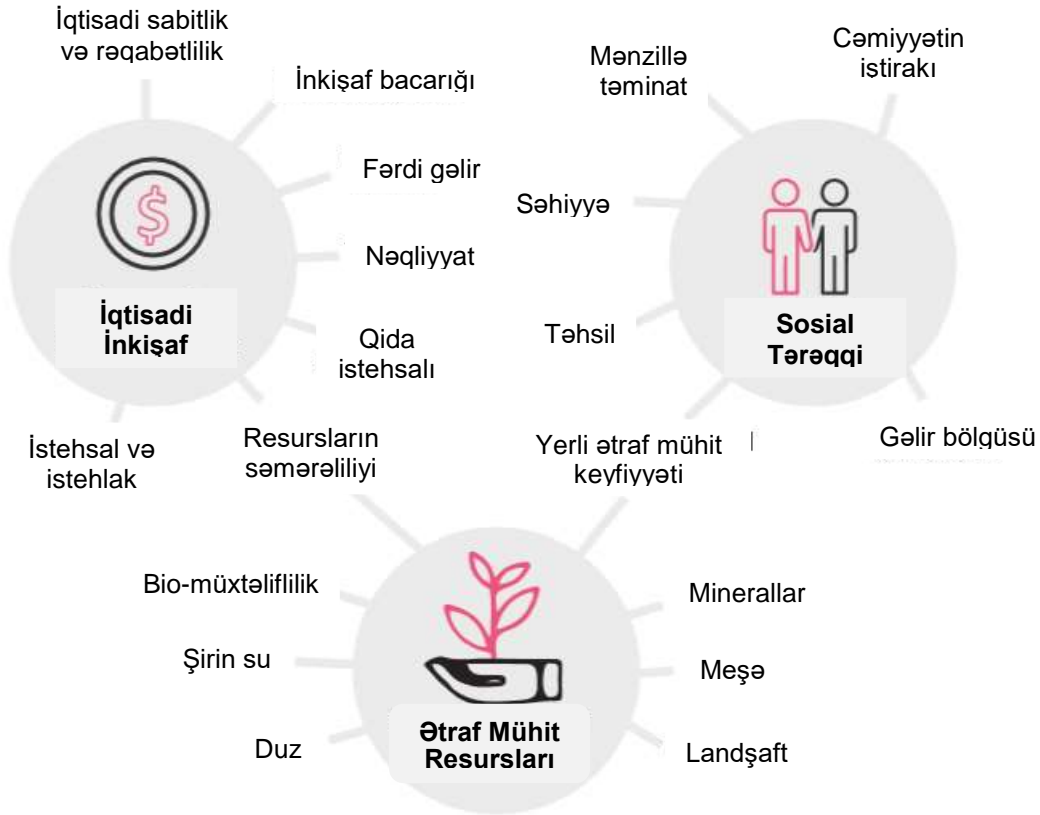 İqtisadi sabitlik
və rəqabətlilik
İnkişaf bacarığı
Fərdi gəlir
Nəqliyyat
Qida
istehsalı
Resursların
səmərəliliyi
İstehsal və
istehlak
İqtisadi
İnkişaf
Mənzillə
təminat
Cəmiyyətin
istirakı
Səhiyyə
Təhsil
Yerli ətraf mühit
keyfiyyəti
Gəlir bölgüsü
Sosial
Tərəqqi
Bio-müxtəliflilik
Şirin su
Duz
Minerallar
Meşə
Landşaft
Ətraf Mühit
Resursları